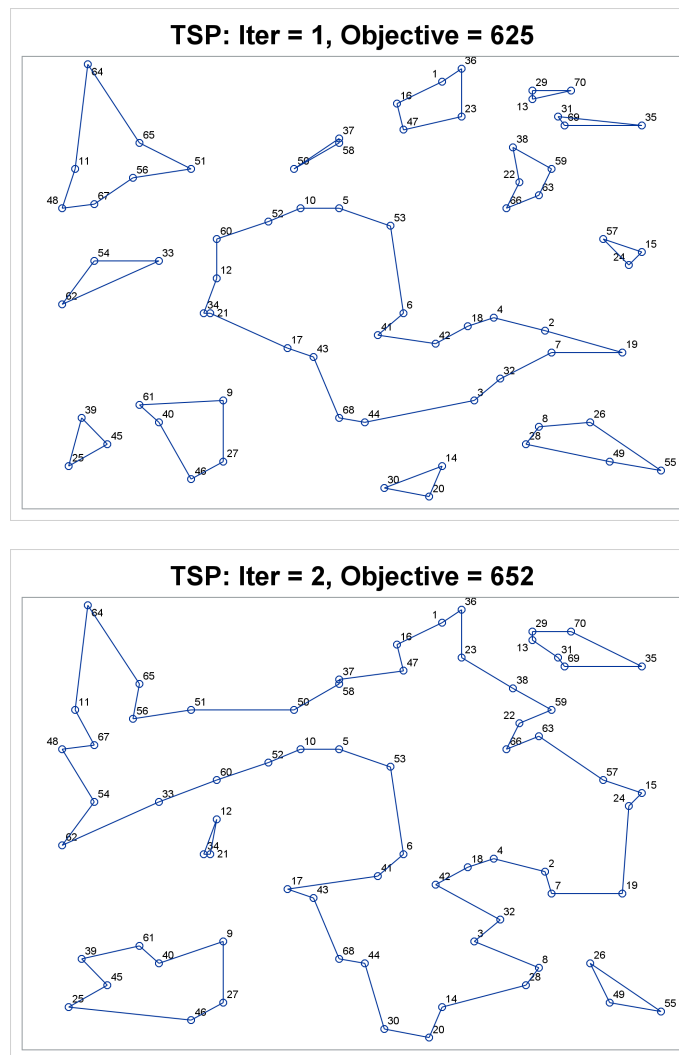 TSP: Iter = 1, Objective = 625
36
64
1
29 70
16
13
31
47 23 69 35
65 37
58 38
11 56 51 50 59
22 63
48 67 66
10 5
52 53 57
60 15
54 33 24
12
62 34 21 6
41 18 4 2
42
17 43 7 19
32
61 9 3
39 40 68 44 8 26
45 28
25 27 14 49 55
46 30 20
TSP: Iter = 2, Objective = 652
36
64
1
29 70
16
13
31
47 23 69 35
65 37
58 38
11 56 51 50 59
22 63
48 67 66
10 5
52 53 57
60 15
54 33 24
12
62 34 21 6
41 18 4 2
42
17 43 7 19
32
61 9 3
39 40 68 44 8 26
45 28
25 27 14 49 55
46 30 20